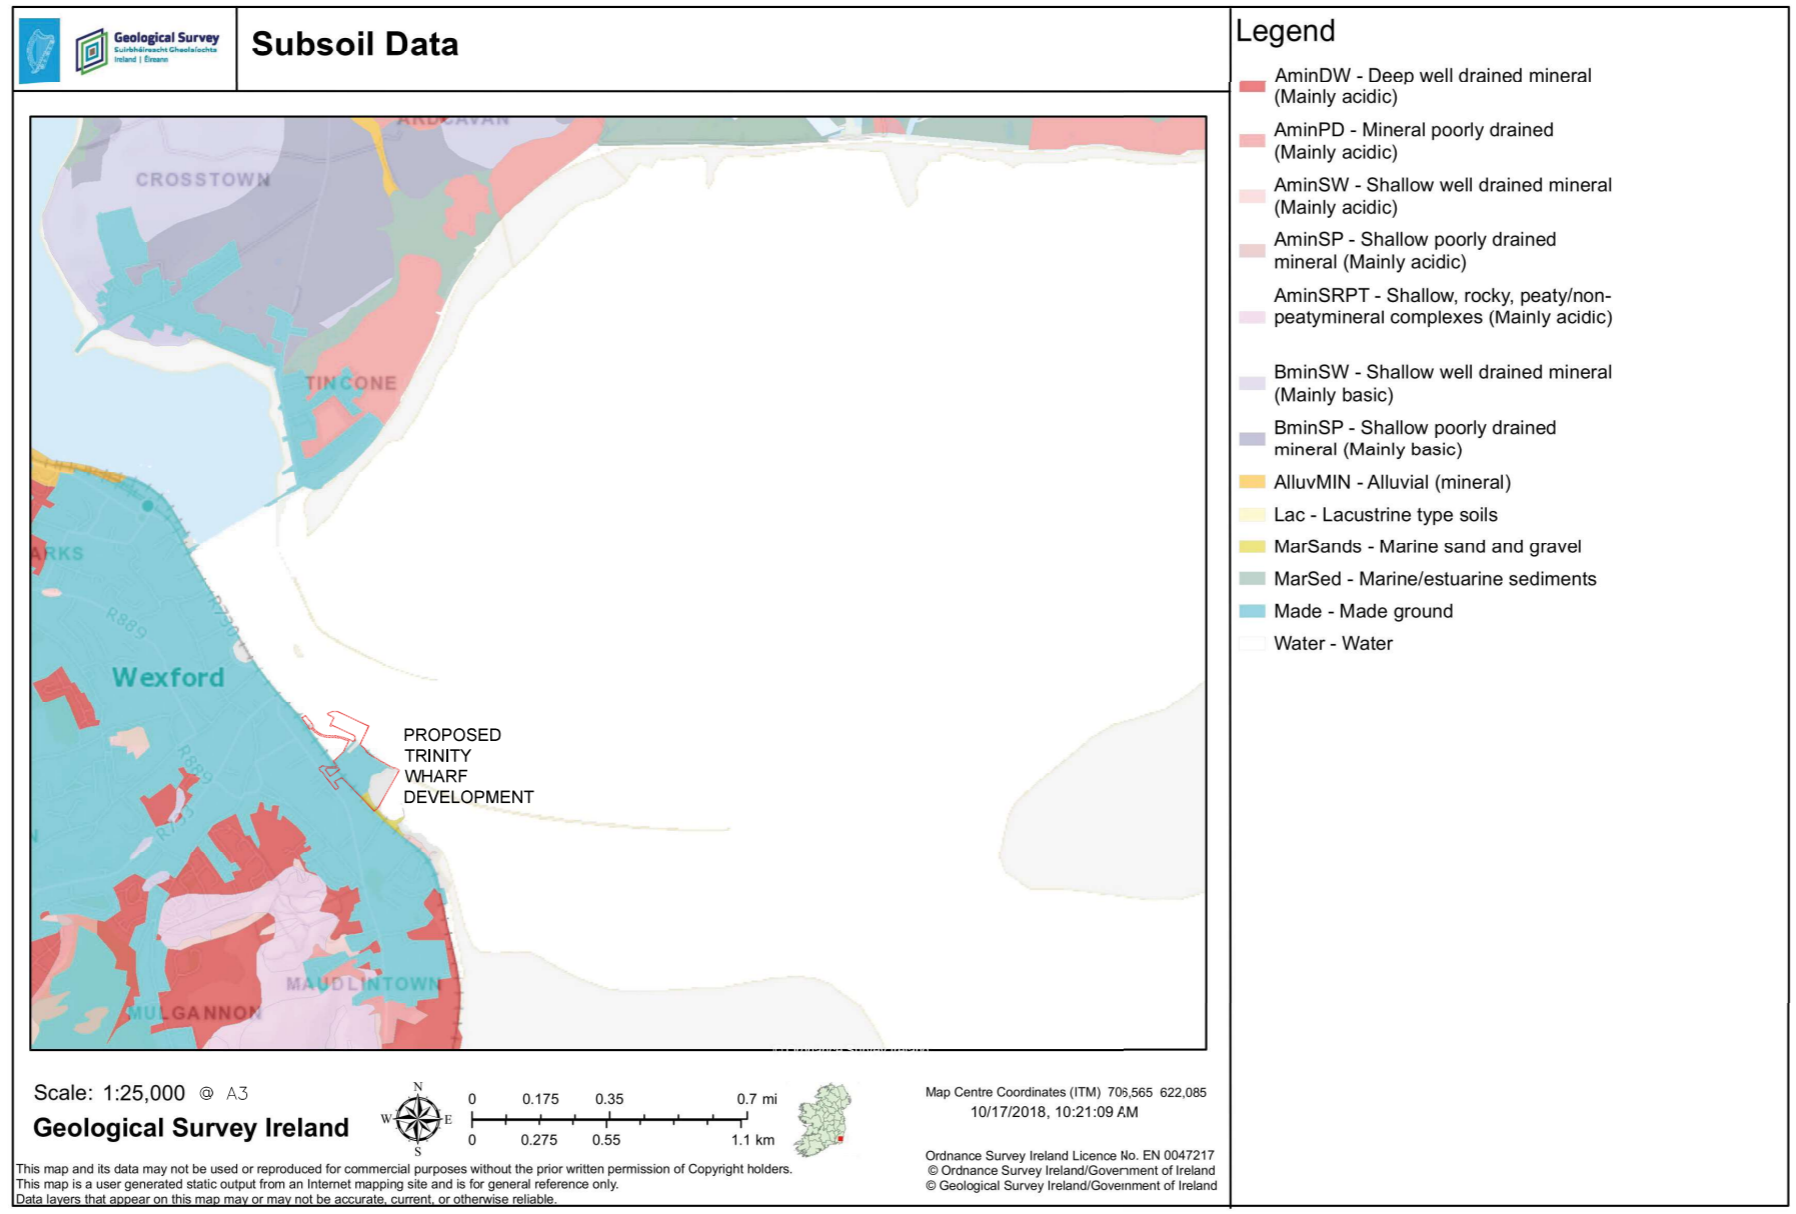 Geological Survey
Suirbhéireacht Gheolaíochta
Ireland | Éireann
Subsoil Data
Legend
AminDW - Deep well drained mineral
(Mainly acidic)
AminPD - Mineral poorly drained
(Mainly acidic)
AminSW - Shallow well drained mineral
(Mainly acidic)
AminSP - Shallow poorly drained
mineral (Mainly acidic)
AminSRPT - Shallow, rocky, peaty/non-
peatymineral complexes (Mainly acidic)
BminSW - Shallow well drained mineral
(Mainly basic)
BminSP - Shallow poorly drained
mineral (Mainly basic)
AlluvMIN - Alluvial (mineral)
Lac - Lacustrine type soils
MarSands - Marine sand and gravel
MarSed - Marine/estuarine sediments
Made - Made ground
Water - Water
ARDCAVAN
CROSSTOWN
TINCONE
ARKS
R730
R889
Wexford
PROPOSED
TRINITY
WHARF
DEVELOPMENT
R889
R733
N
MAUDLINTOWN
MULGANNON
Scale: 1:25,000 @ A3
Geological Survey Ireland
N
W E
S
0 0.175 0.35 0.7 mi
0 0.275 0.55 1.1 km
Map Centre Coordinates (ITM) 706,565 622,085
10/17/2018, 10:21:09 AM
Ordnance Survey Ireland Licence No. EN 0047217
© Ordnance Survey Ireland/Government of Ireland
© Geological Survey Ireland/Government of Ireland
This map and its data may not be used or reproduced for commercial purposes without the prior written permission of Copyright holders.
This map is a user generated static output from an Internet mapping site and is for general reference only.
Data layers that appear on this map may or may not be accurate, current, or otherwise reliable.